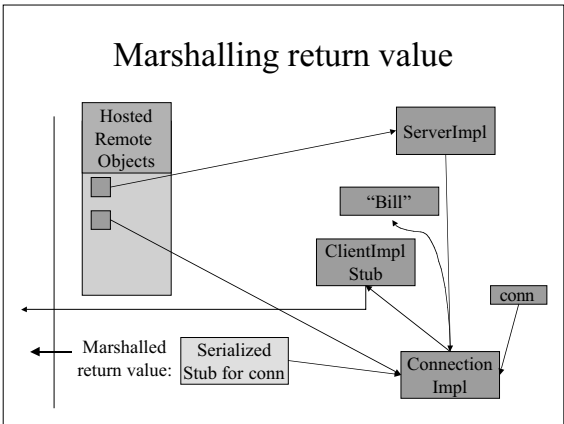 Marshalling return value
Hosted
Remote
Objects
ServerImpl
“Bill”
ClientImpl
Stub
conn
Marshalled
return value:
Serialized
Stub for conn
Connection
Impl